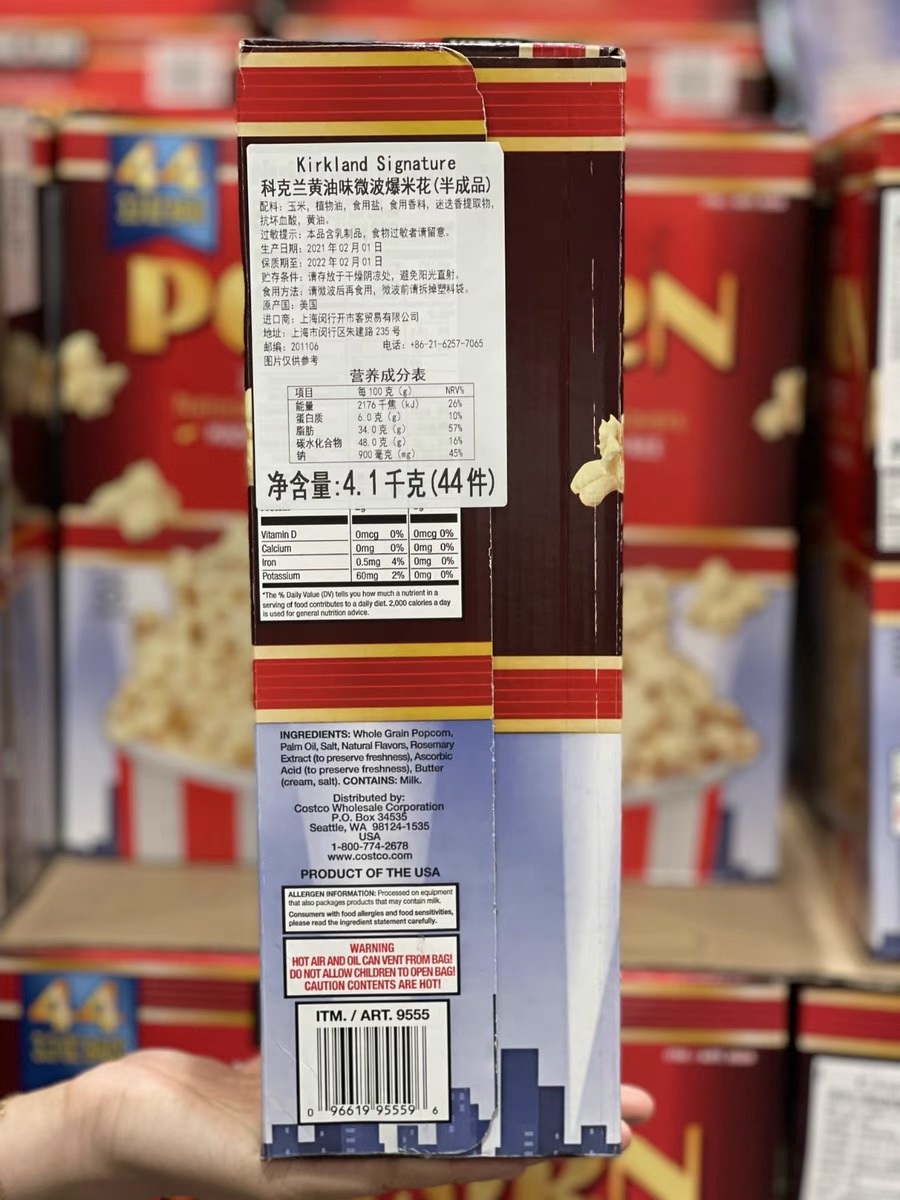 Kirkland Signature
科克兰黄油味微波爆米花(半成品)
配料: 玉米, 植物油, 食用盐, 食用香料, 迷迭香提取物,
抗坏血酸, 黄油。
过敏提示: 本品含乳制品, 食物过敏者请留意。
生产日期: 2021 年 02 月 01 日
保质期至: 2022 年 02 月 01 日
贮存条件: 请存放于干燥阴凉处, 避免阳光直射。
食用方法: 请微波后再食用, 微波前请拆掉塑料袋。
原产国: 美国
进口商: 上海闵行开市客贸易有限公司
地址: 上海市闵行区朱建路 235 号
邮编: 201106 电话: +86-21-6257-7065
图片仅供参考
营养成分表
项目 每 100 克 (g) NRV%
能量 2176 千焦 (kJ) 26%
蛋白质 6.0 克 (g) 10%
脂肪 34.0 克 (g) 57%
碳水化合物 48.0 克 (g) 16%
钠 900 毫克 (mg) 45%
净含量:4.1千克(44件)
Vitamin D 0mcg 0% 0mcg 0%
Calcium 0mg 0% 0mg 0%
Iron 0.5mg 4% 0mg 0%
Potassium 60mg 2% 0mg 0%
*The % Daily Value (DV) tells you how much a nutrient in a
serving of food contributes to a daily diet. 2,000 calories a day
is used for general nutrition advice.
INGREDIENTS: Whole Grain Popcorn,
Palm Oil, Salt, Natural Flavors, Rosemary
Extract (to preserve freshness), Ascorbic
Acid (to preserve freshness), Butter
(cream, salt). CONTAINS: Milk.
Distributed by:
Costco Wholesale Corporation
P.O. Box 34535
Seattle, WA 98124-1535
USA
1-800-774-2678
www.costco.com
PRODUCT OF THE USA
ALLERGEN INFORMATION: Processed on equipment
that also packages products that may contain milk.
Consumers with food allergies and food sensitivities,
please read the ingredient statement carefully.
WARNING
HOT AIR AND OIL CAN VENT FROM BAG!
DO NOT ALLOW CHILDREN TO OPEN BAG!
CAUTION CONTENTS ARE HOT!
ITM. / ART. 9555
0 96619 95559 6
44
PO
RN
44